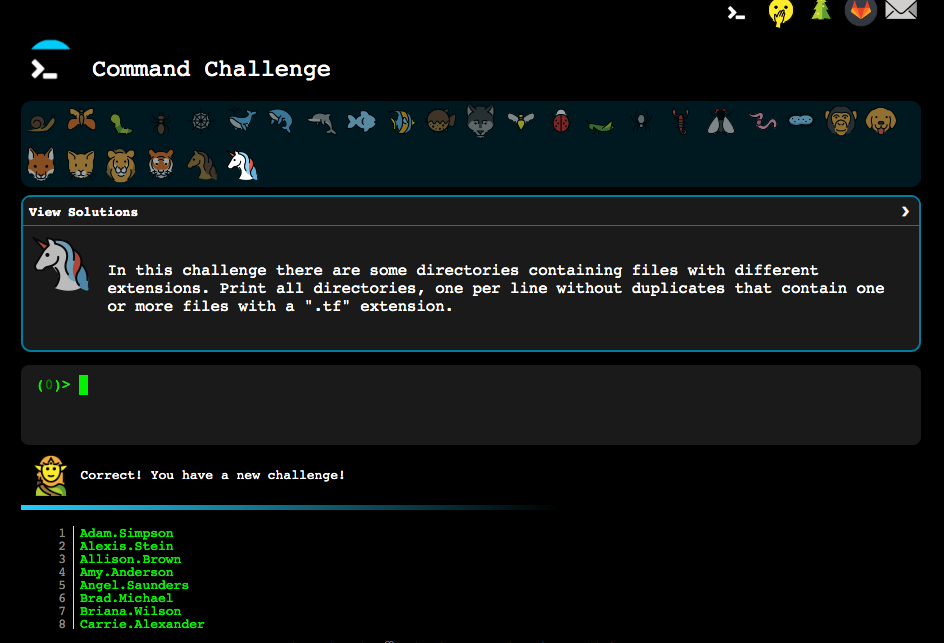 Command Challenge
View Solutions
In this challenge there are some directories containing files with different
extensions. Print all directories, one per line without duplicates that contain one
or more files with a ".tf" extension.
(0)>
Correct! You have a new challenge!
1 Adam.Simpson
2 Alexis.Stein
3 Allison.Brown
4 Amy.Anderson
5 Angel.Saunders
6 Brad.Michael
7 Briana.Wilson
8 Carrie.Alexander